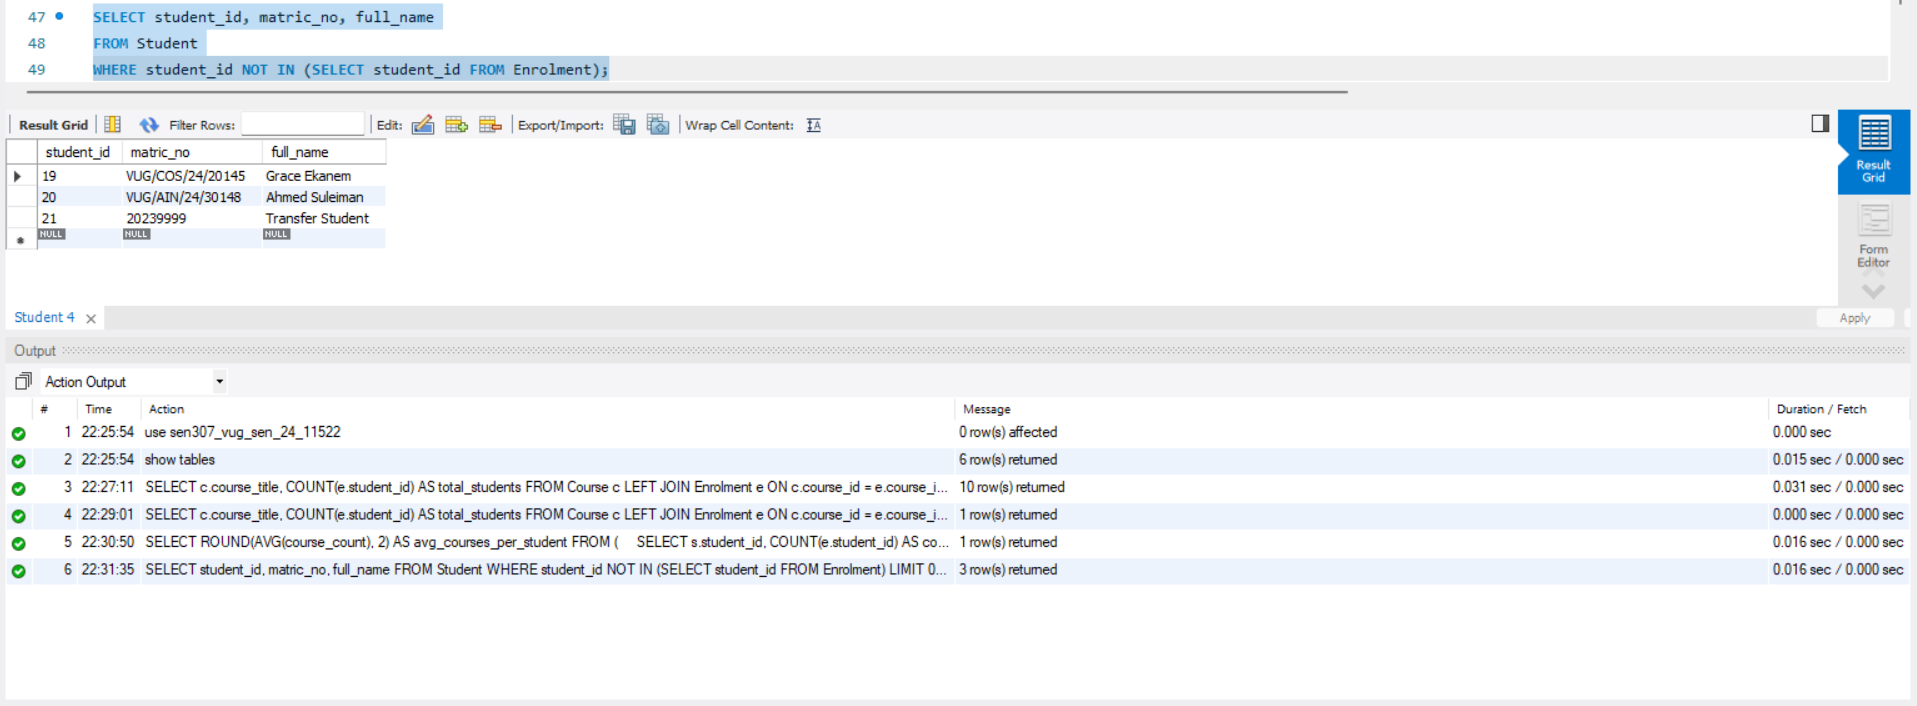 47 SELECT student_id, matric_no, full_name
48 FROM Student
49 WHERE student_id NOT IN (SELECT student_id FROM Enrolment);
Result Grid Filter Rows: Edit: Export/Import: Wrap Cell Content: IA
student_id matric_no full_name
19 VUG/COS/24/20145 Grace Ekanem
20 VUG/AIN/24/30148 Ahmed Suleiman
21 20239999 Transfer Student
NULL NULL NULL
Result
Grid
Form
Editor
Student 4 Apply
Output
Action Output
# Time Action Message Duration / Fetch
1 22:25:54 use sen307_vug_sen_24_11522 0 row(s) affected 0.000 sec
2 22:25:54 show tables 6 row(s) returned 0.015 sec / 0.000 sec
3 22:27:11 SELECT c.course_title, COUNT(e.student_id) AS total_students FROM Course c LEFT JOIN Enrolment e ON c.course_id = e.course_i... 10 row(s) returned 0.031 sec / 0.000 sec
4 22:29:01 SELECT c.course_title, COUNT(e.student_id) AS total_students FROM Course c LEFT JOIN Enrolment e ON c.course_id = e.course_i... 1 row(s) returned 0.000 sec / 0.000 sec
5 22:30:50 SELECT ROUND(AVG(course_count), 2) AS avg_courses_per_student FROM ( SELECT s.student_id, COUNT(e.student_id) AS co... 1 row(s) returned 0.016 sec / 0.000 sec
6 22:31:35 SELECT student_id, matric_no, full_name FROM Student WHERE student_id NOT IN (SELECT student_id FROM Enrolment) LIMIT 0... 3 row(s) returned 0.016 sec / 0.000 sec